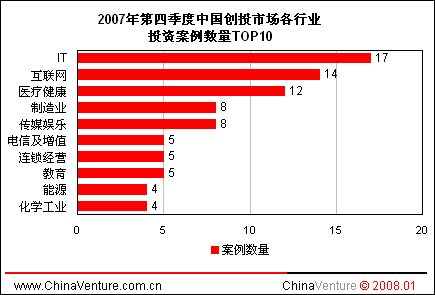 2007年第四季度中国创投市场各行业
投资案例数量TOP10
IT 17
互联网 14
医疗健康 12
制造业 8
传媒娱乐 8
电信及增值 5
连锁经营 5
教育 5
能源 4
化学工业 4
0 5 10 15 20
案例数量
www.ChinaVenture.com.cn ChinaVenture © 2008.01